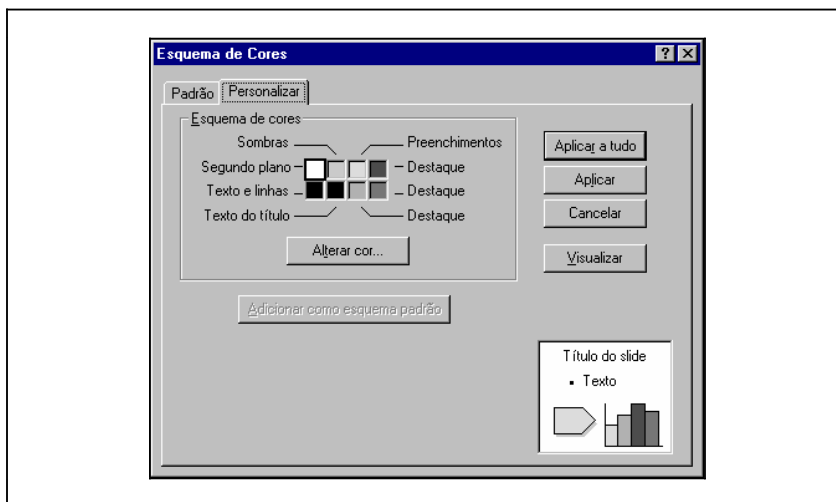 Esquema de Cores
Padrão Personalizar
Esquema de cores
Sombras Preenchimentos
Segundo plano Destaque
Texto e linhas Destaque
Texto do título Destaque
Alterar cor...
Adicionar como esquema padrão
Aplicar a tudo
Aplicar
Cancelar
Visualizar
Título do slide
▪ Texto